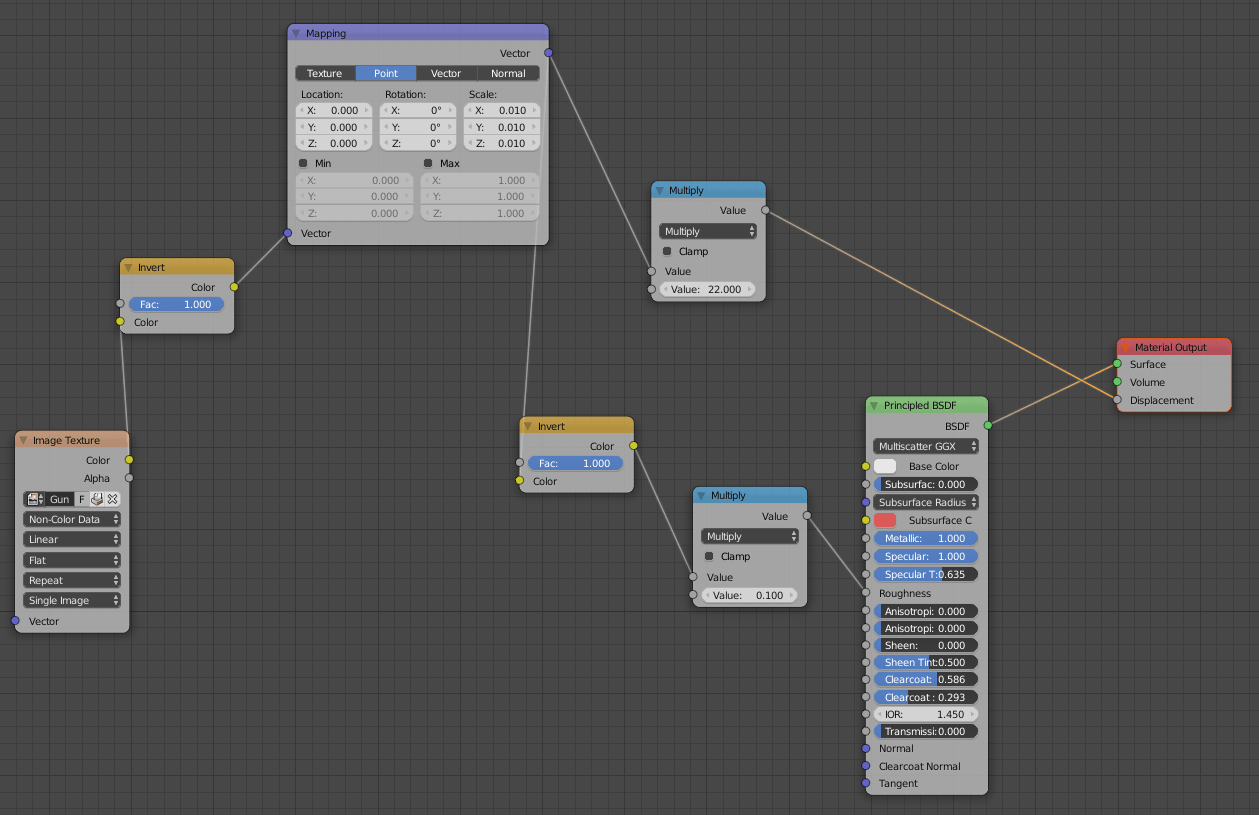 Mapping
Vector
Texture Point Vector Normal
Location: Rotation: Scale:
X: 0.000 X: 0° X: 0.010
Y: 0.000 Y: 0° Y: 0.010
Z: 0.000 Z: 0° Z: 0.010
Min Max
X: 0.000 X: 1.000
Y: 0.000 Y: 1.000
Z: 0.000 Z: 1.000
Vector
Multiply
Value
Multiply
Clamp
Value
Value: 22.000
Invert
Color
Fac: 1.000
Color
Material Output
Surface
Volume
Displacement
Image Texture
Color
Alpha
Gun F
Non-Color Data
Linear
Flat
Repeat
Single Image
Vector
Invert
Color
Fac: 1.000
Color
Multiply
Value
Multiply
Clamp
Value
Value: 0.100
Principled BSDF
BSDF
Multiscatter GGX
Base Color
Subsurfac: 0.000
Subsurface Radius
Subsurface C
Metallic: 1.000
Specular: 1.000
Specular T:0.635
Roughness
Anisotropi: 0.000
Anisotropi: 0.000
Sheen: 0.000
Sheen Tint:0.500
Clearcoat: 0.586
Clearcoat : 0.293
IOR: 1.450
Transmissi: 0.000
Normal
Clearcoat Normal
Tangent